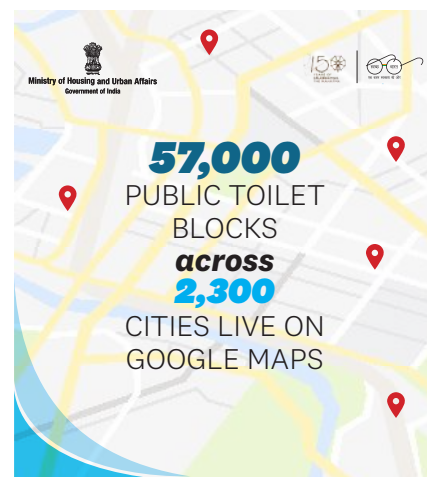 Ministry of Housing and Urban Affairs
Government of India
57,000
PUBLIC TOILET
BLOCKS
across
2,300
CITIES LIVE ON
GOOGLE MAPS